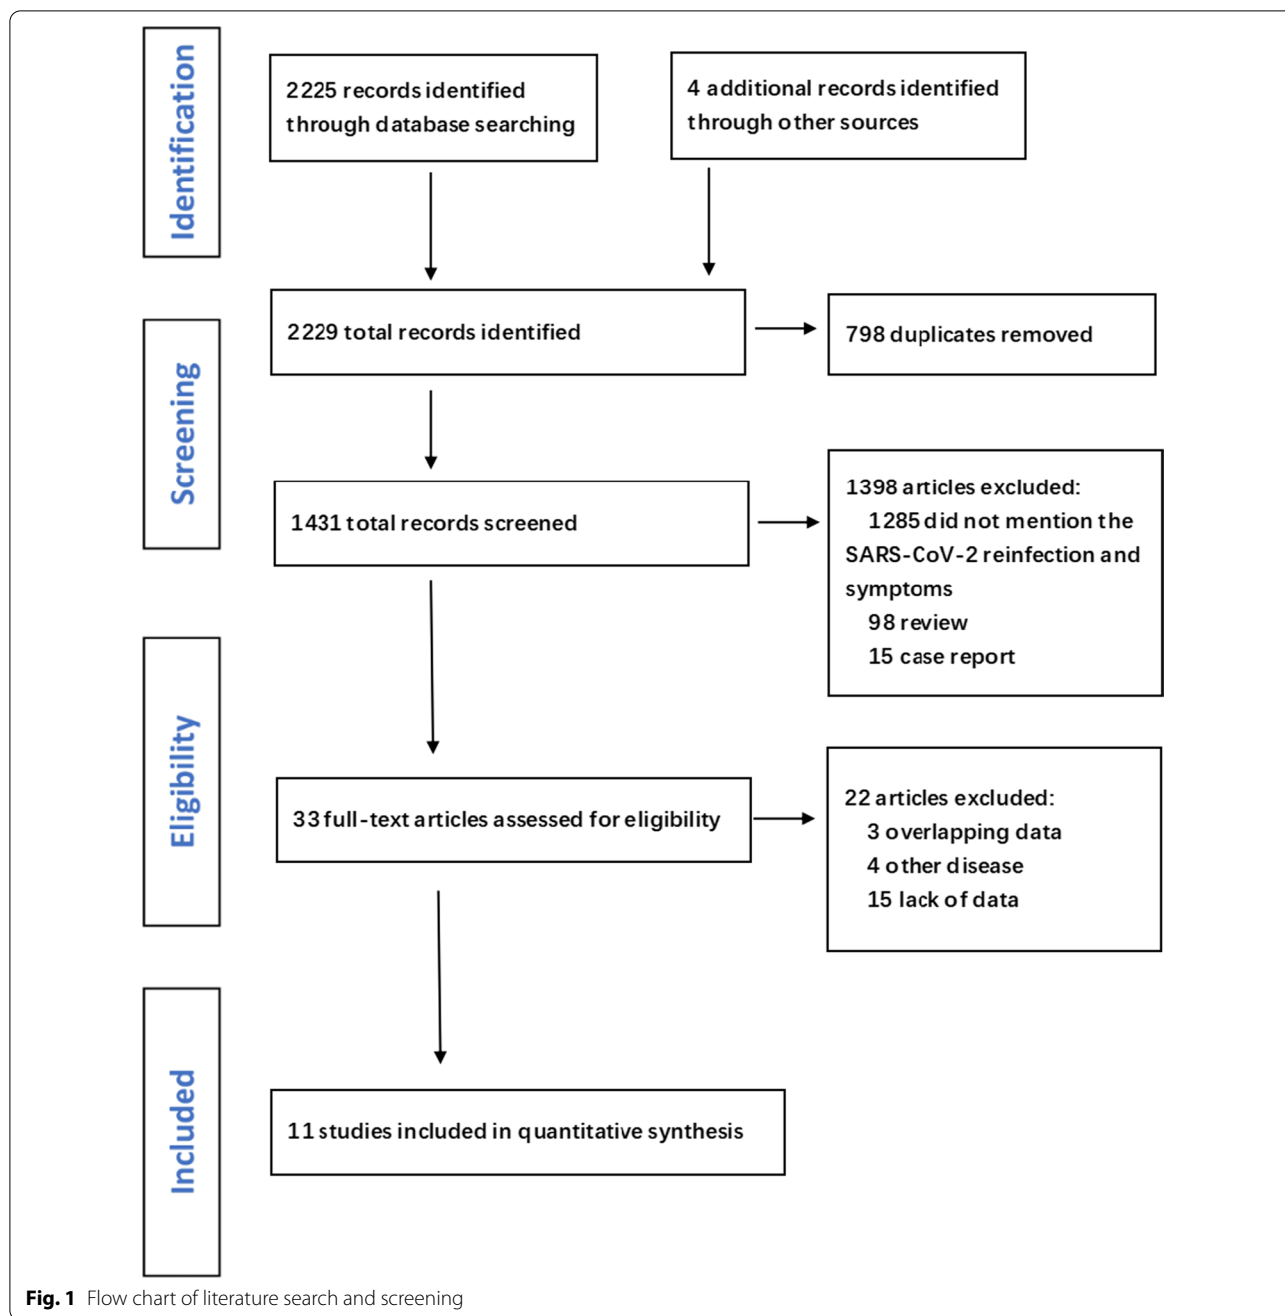 Identification
2225 records identified
through database searching
4 additional records identified
through other sources
2229 total records identified
798 duplicates removed
Screening
1431 total records screened
1398 articles excluded:
1285 did not mention the
SARS-CoV-2 reinfection and
symptoms
98 review
15 case report
Eligibility
33 full-text articles assessed for eligibility
22 articles excluded:
3 overlapping data
4 other disease
15 lack of data
Included
11 studies included in quantitative synthesis
Fig. 1 Flow chart of literature search and screening